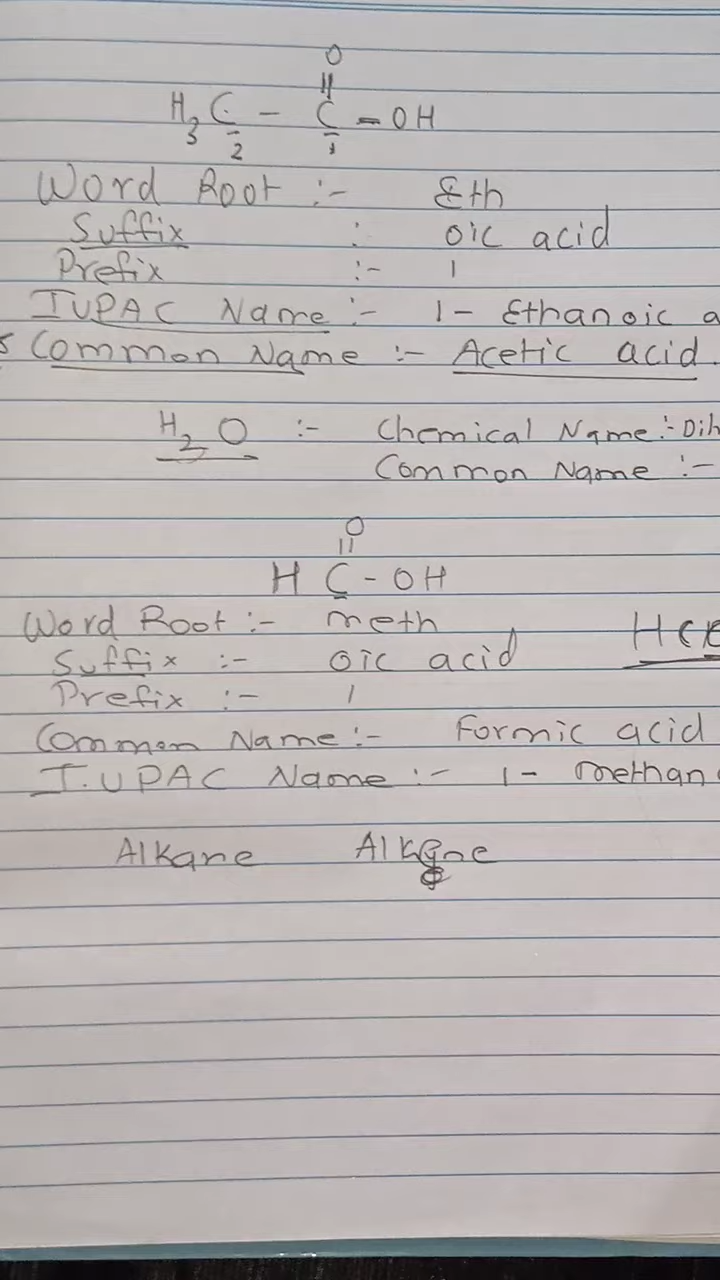 O
||
H3C - C - OH
2 1
Word Root :- Eth
Suffix : oic acid
Prefix :- 1
IUPAC Name :- 1- Ethanoic a
Common Name :- Acetic acid.
H2O :- Chemical Name :- Dih
Common Name :-
O
||
H C - OH
Word Root :- meth
Suffix :- oic acid
Prefix :- 1
Common Name :- Formic acid
I.UPAC Name :- 1- methan
Alkane